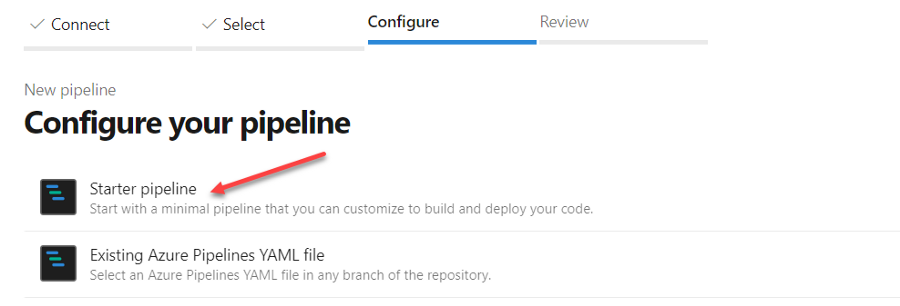 Connect
Select
Configure
Review
New pipeline
Configure your pipeline
Starter pipeline
Start with a minimal pipeline that you can customize to build and deploy your code.
Existing Azure Pipelines YAML file
Select an Azure Pipelines YAML file in any branch of the repository.